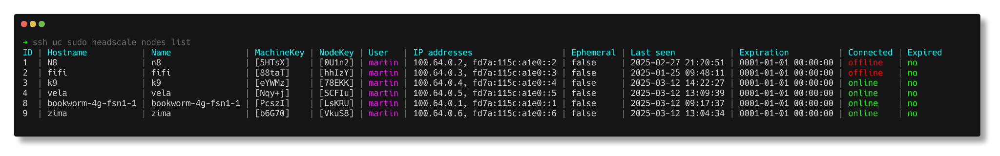 ➜ ssh uc sudo headscale nodes list
ID | Hostname | Name | MachineKey | NodeKey | User | IP addresses | Ephemeral | Last seen | Expiration | Connected | Expired
1 | N8 | n8 | [5HTsX] | [0U1n2] | martin | 100.64.0.2, fd7a:115c:a1e0::2 | false | 2025-02-27 21:20:51 | 0001-01-01 00:00:00 | offline | no
2 | fifi | fifi | [88taT] | [hhIzY] | martin | 100.64.0.3, fd7a:115c:a1e0::3 | false | 2025-01-25 09:48:11 | 0001-01-01 00:00:00 | offline | no
3 | k9 | k9 | [eYWMz] | [78EKK] | martin | 100.64.0.4, fd7a:115c:a1e0::4 | false | 2025-03-12 14:22:27 | 0001-01-01 00:00:00 | online | no
4 | vela | vela | [Nqy+j] | [SCFIu] | martin | 100.64.0.5, fd7a:115c:a1e0::5 | false | 2025-03-12 13:09:39 | 0001-01-01 00:00:00 | online | no
8 | bookworm-4g-fsn1-1 | bookworm-4g-fsn1-1 | [PcszI] | [LsKRU] | martin | 100.64.0.1, fd7a:115c:a1e0::1 | false | 2025-03-12 09:17:37 | 0001-01-01 00:00:00 | online | no
9 | zima | zima | [b6G70] | [VkuS8] | martin | 100.64.0.6, fd7a:115c:a1e0::6 | false | 2025-03-12 13:04:34 | 0001-01-01 00:00:00 | online | no